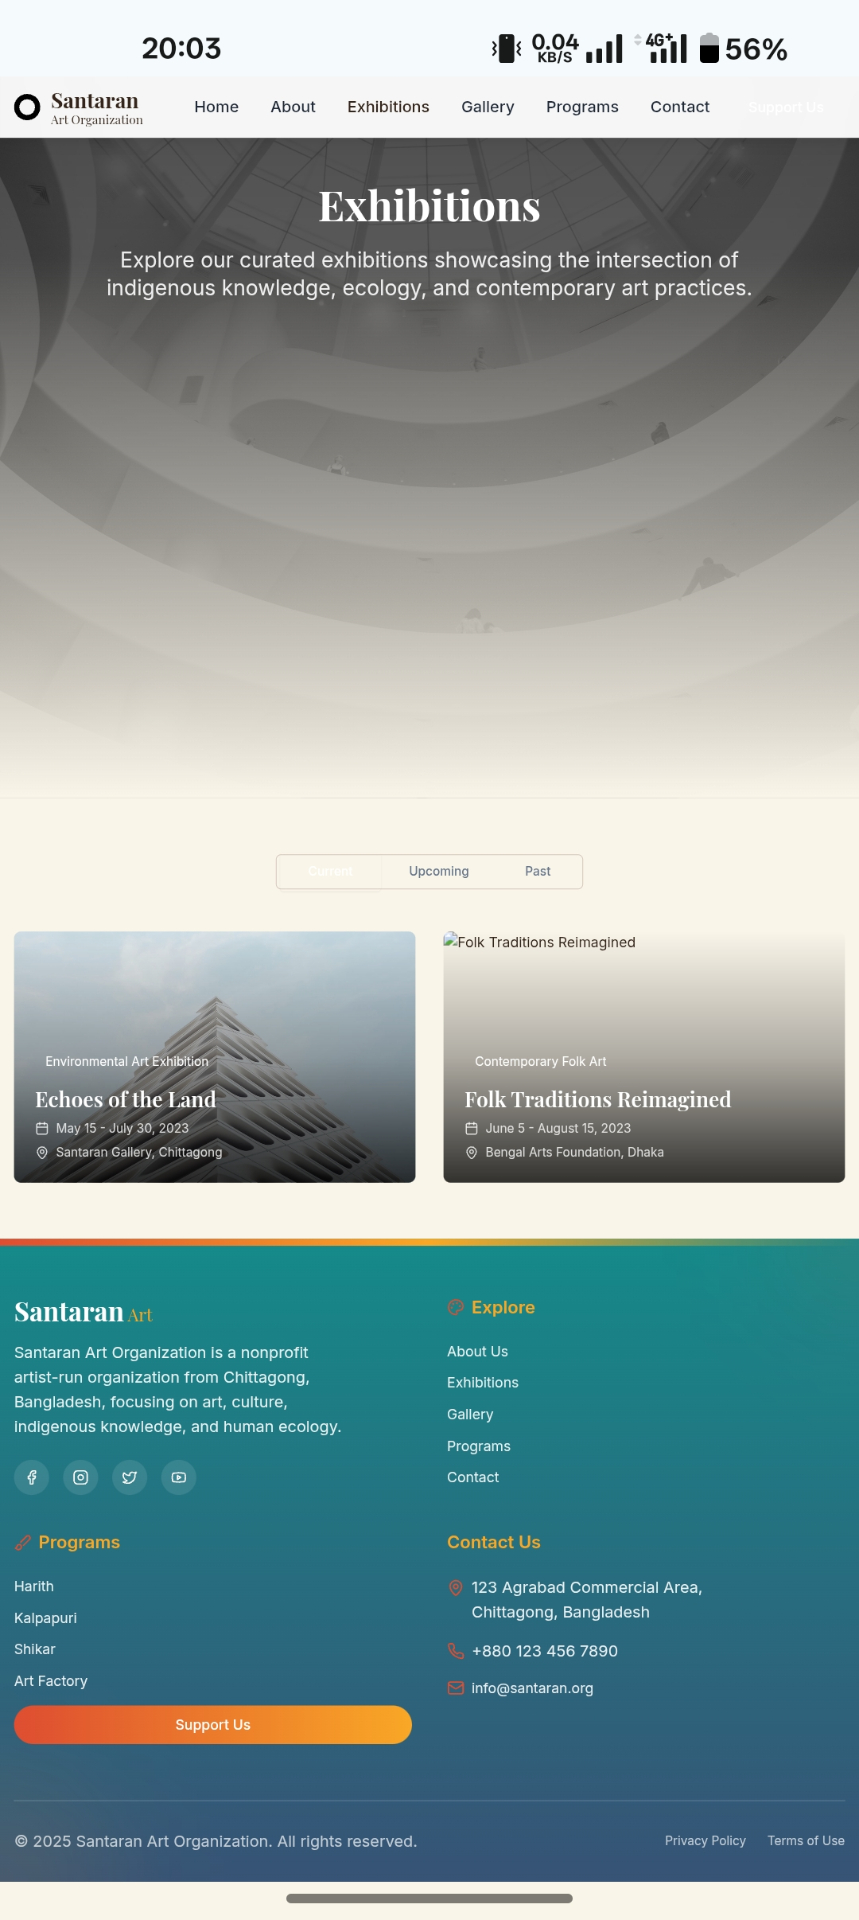 20:03
0.04
KB/S
4G+
56%
Santaran
Art Organization
Home
About
Exhibitions
Gallery
Programs
Contact
Support Us
Exhibitions
Explore our curated exhibitions showcasing the intersection of
indigenous knowledge, ecology, and contemporary art practices.
Current
Upcoming
Past
Environmental Art Exhibition
Echoes of the Land
May 15 - July 30, 2023
Santaran Gallery, Chittagong
Folk Traditions Reimagined
Contemporary Folk Art
Folk Traditions Reimagined
June 5 - August 15, 2023
Bengal Arts Foundation, Dhaka
Santaran Art
Santaran Art Organization is a nonprofit
artist-run organization from Chittagong,
Bangladesh, focusing on art, culture,
indigenous knowledge, and human ecology.
Explore
About Us
Exhibitions
Gallery
Programs
Contact
Programs
Harith
Kalpapuri
Shikar
Art Factory
Support Us
Contact Us
123 Agrabad Commercial Area,
Chittagong, Bangladesh
+880 123 456 7890
info@santaran.org
© 2025 Santaran Art Organization. All rights reserved.
Privacy Policy
Terms of Use